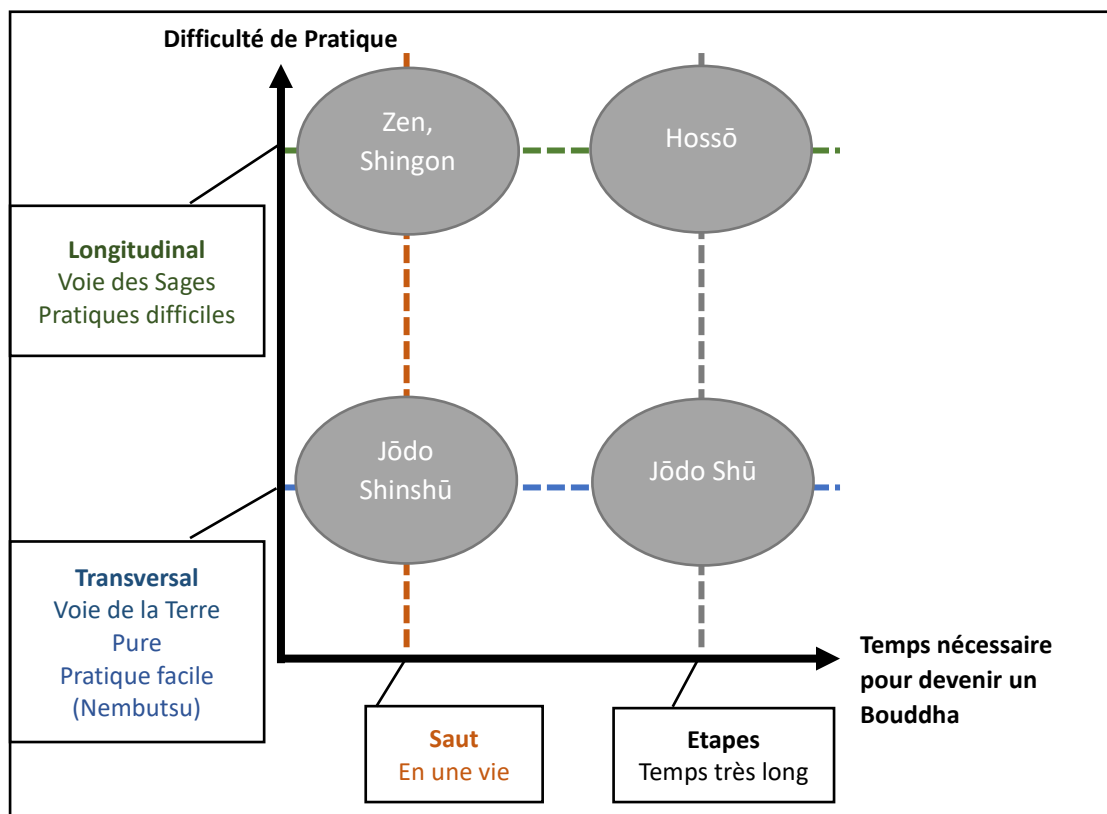 Difficulté de Pratique
Zen,
Shingon
Hossō
Longitudinal
Voie des Sages
Pratiques difficiles
Jōdo
Shinshū
Jōdo Shū
Transversal
Voie de la Terre
Pure
Pratique facile
(Nembutsu)
Temps nécessaire
pour devenir un
Bouddha
Saut
En une vie
Etapes
Temps très long